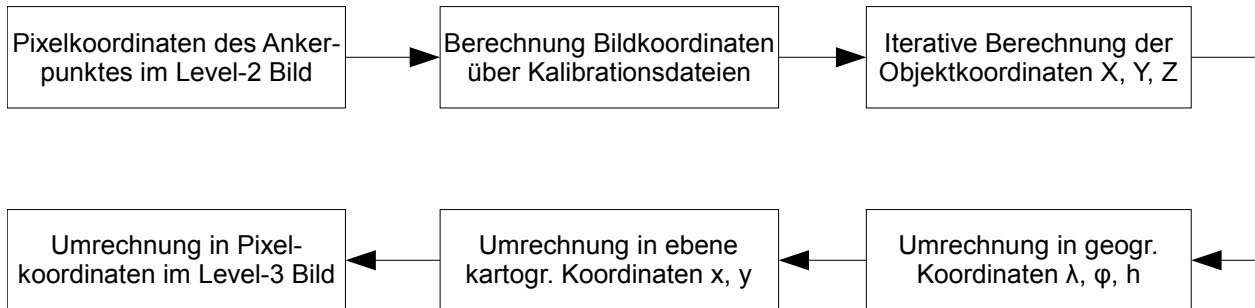 Pixelkoordinaten des Anker-
punktes im Level-2 Bild
Berechnung Bildkoordinaten
über Kalibrationsdateien
Iterative Berechnung der
Objektkoordinaten X, Y, Z
Umrechnung in geogr.
Koordinaten λ, φ, h
Umrechnung in ebene
kartogr. Koordinaten x, y
Umrechnung in Pixel-
koordinaten im Level-3 Bild